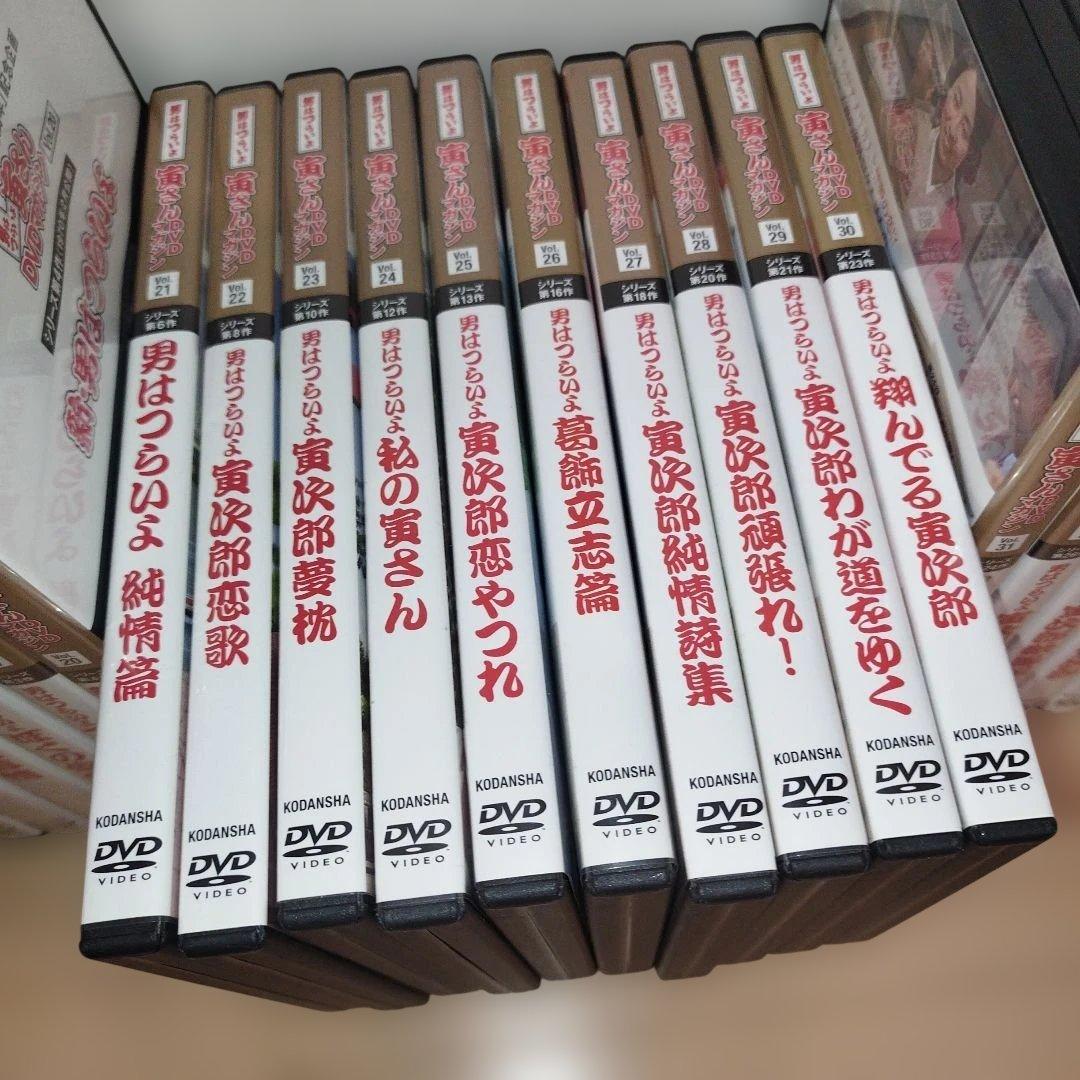 男はつらいよ
寅さんDVDマガジン
Vol. 21
シリーズ
第6作
男はつらいよ 純情篇
KODANSHA
DVD
VIDEO
男はつらいよ
寅さんDVDマガジン
Vol. 22
シリーズ
第8作
男はつらいよ 寅次郎恋歌
KODANSHA
DVD
VIDEO
男はつらいよ
寅さんDVDマガジン
Vol. 23
シリーズ
第10作
男はつらいよ 寅次郎夢枕
KODANSHA
DVD
VIDEO
男はつらいよ
寅さんDVDマガジン
Vol. 24
シリーズ
第12作
男はつらいよ 私の寅さん
KODANSHA
DVD
VIDEO
男はつらいよ
寅さんDVDマガジン
Vol. 25
シリーズ
第13作
男はつらいよ 寅次郎恋やつれ
KODANSHA
DVD
VIDEO
男はつらいよ
寅さんDVDマガジン
Vol. 26
シリーズ
第16作
男はつらいよ 葛飾立志篇
KODANSHA
DVD
VIDEO
男はつらいよ
寅さんDVDマガジン
Vol. 27
シリーズ
第18作
男はつらいよ 寅次郎純情詩集
KODANSHA
DVD
VIDEO
男はつらいよ
寅さんDVDマガジン
Vol. 28
シリーズ
第20作
男はつらいよ 寅次郎頑張れ!
KODANSHA
DVD
VIDEO
男はつらいよ
寅さんDVDマガジン
Vol. 29
シリーズ
第21作
男はつらいよ 寅次郎わが道をゆく
KODANSHA
DVD
VIDEO
男はつらいよ
寅さんDVDマガジン
Vol. 30
シリーズ
第23作
男はつらいよ 翔んでる寅次郎
KODANSHA
DVD
VIDEO
Vol. 20
Vol. 31